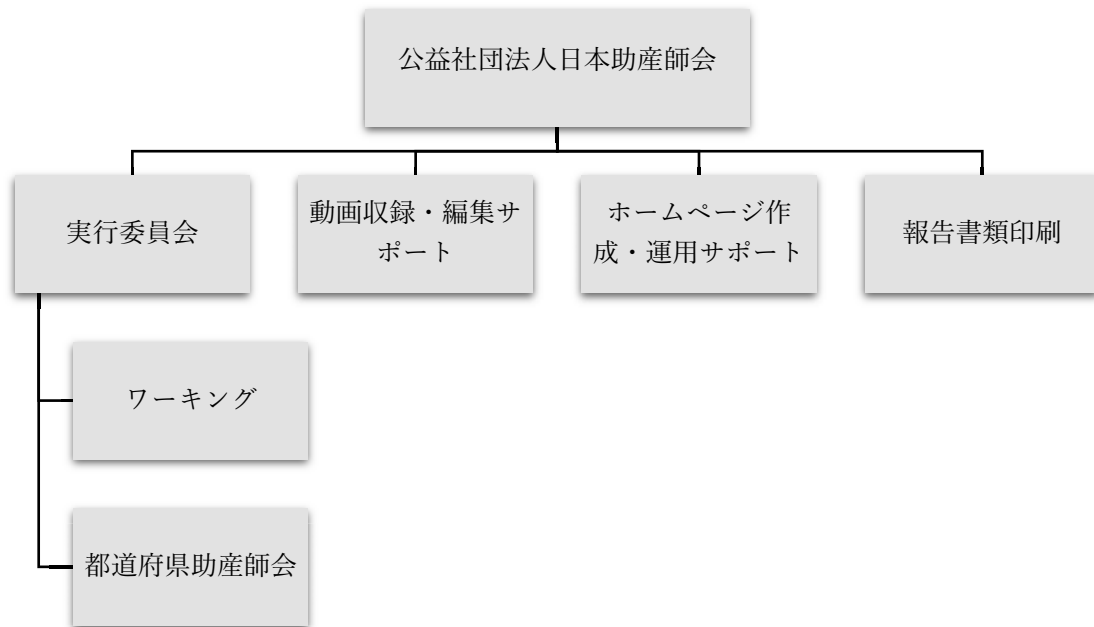 公益社団法人日本助産師会
実行委員会
動画収録・編集サ
ポート
ホームページ作
成・運用サポート
報告書類印刷
ワーキング
都道府県助産師会